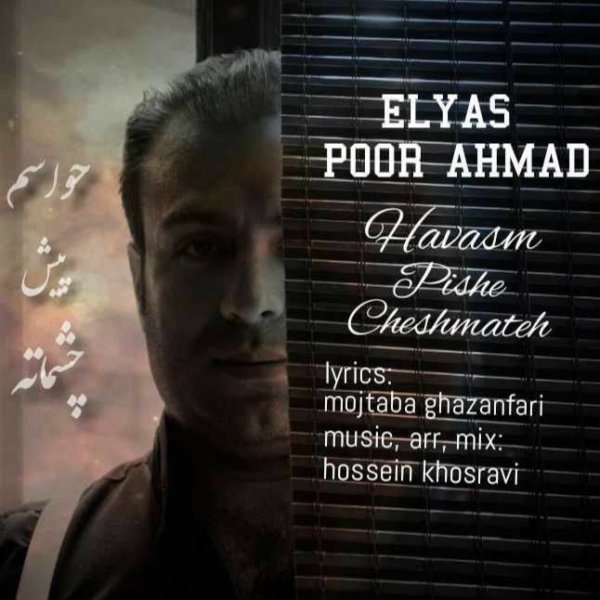 ELYAS
POOR AHMAD
Havasm
Pishe
Cheshmateh
lyrics:
mojtaba ghazanfari
music, arr, mix:
hossein khosravi
حواسم
پیش
چشماته